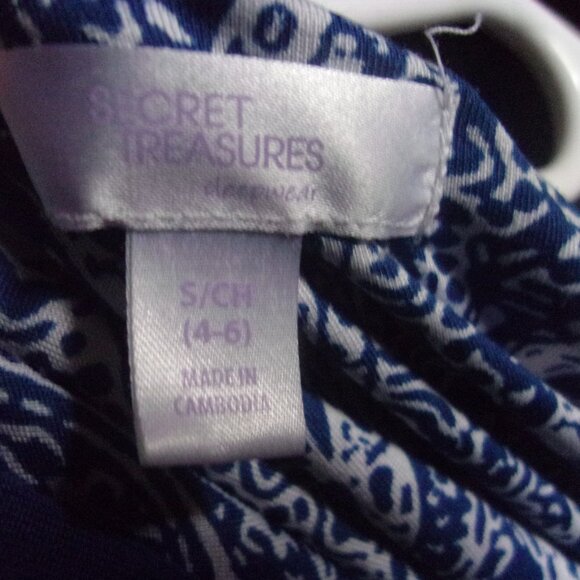 SECRET
TREASURES
sleepwear
S/CH
(4-6)
MADE IN
CAMBODIA